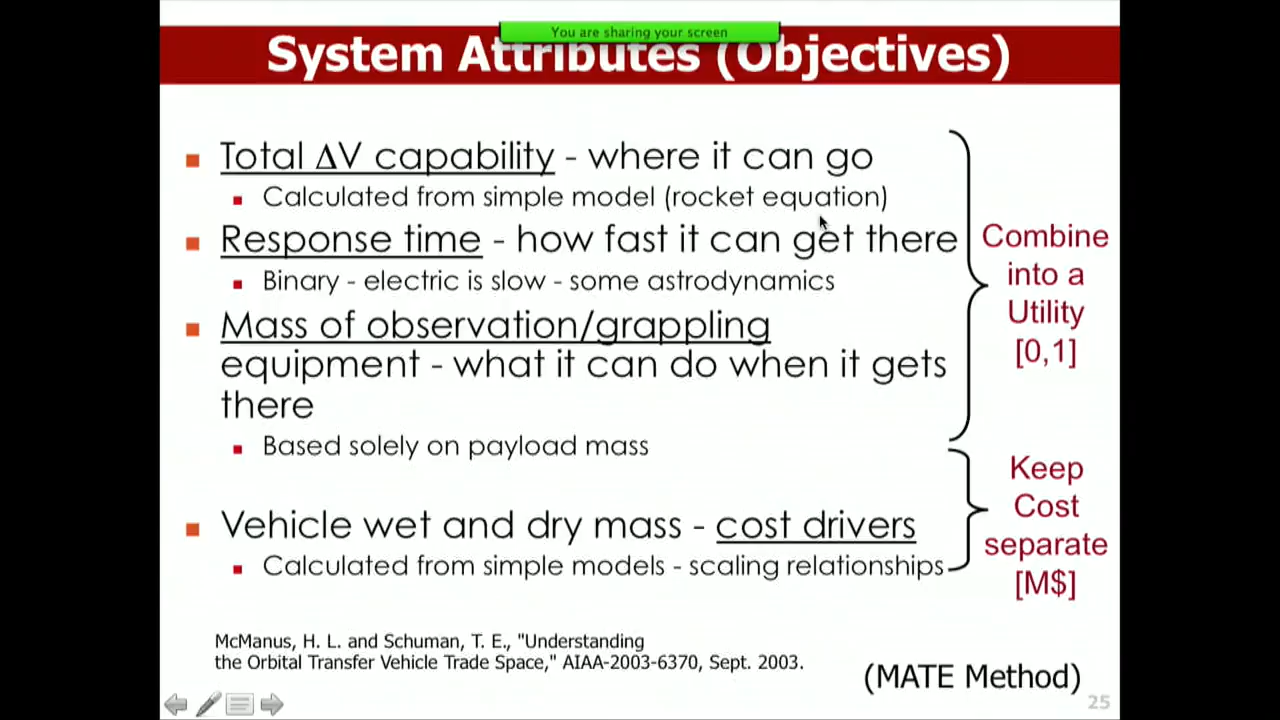 You are sharing your screen
System Attributes (Objectives)
Total ΔV capability - where it can go
Calculated from simple model (rocket equation)
Response time - how fast it can get there
Binary - electric is slow - some astrodynamics
Mass of observation/grappling
equipment - what it can do when it gets
there
Based solely on payload mass
Combine
into a
Utility
[0,1]
Vehicle wet and dry mass - cost drivers
Calculated from simple models - scaling relationships
Keep
Cost
separate
[M$]
McManus, H. L. and Schuman, T. E., "Understanding
the Orbital Transfer Vehicle Trade Space," AIAA-2003-6370, Sept. 2003.
(MATE Method)
25